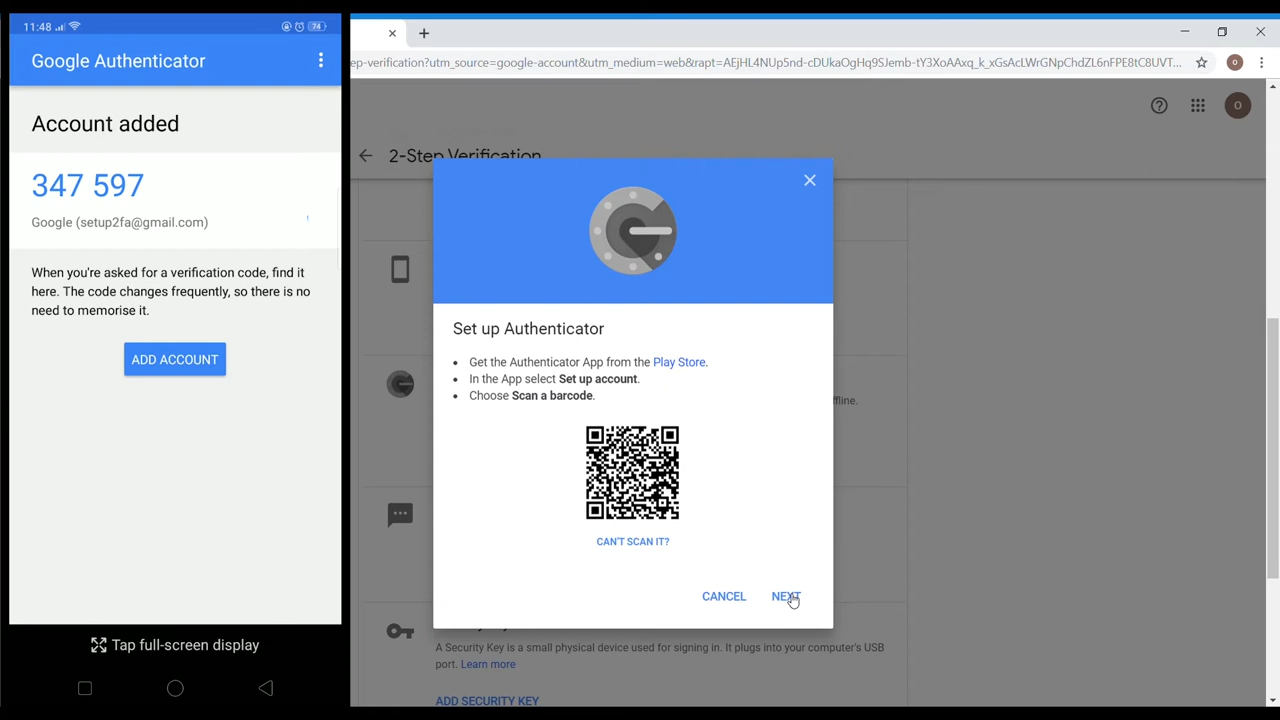 11:48
74
Google Authenticator
Account added
347 597
Google (setup2fa@gmail.com)
When you're asked for a verification code, find it
here. The code changes frequently, so there is no
need to memorise it.
ADD ACCOUNT
Tap full-screen display
ep-verification?utm_source=google-account&utm_medium=web&rapt=AEjHL4NUp5nd-cDUkaOgHq9SJemb-tY3XoAAxq_k_xGsAcLWrGNpChdZL6nFPE8tC8UVT...
O
O
2-Step Verification
Set up Authenticator
• Get the Authenticator App from the Play Store.
• In the App select Set up account.
• Choose Scan a barcode.
CAN'T SCAN IT?
CANCEL NEXT
ffline.
A Security Key is a small physical device used for signing in. It plugs into your computer's USB
port. Learn more
ADD SECURITY KEY